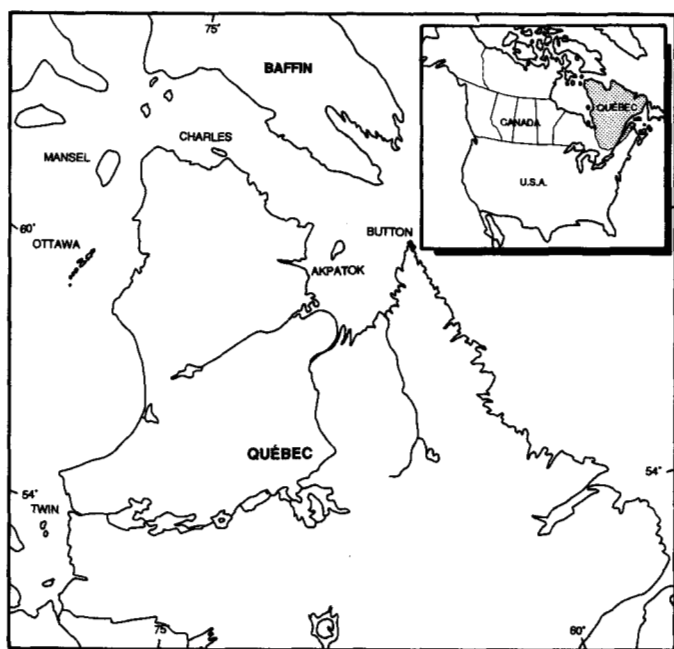 75°
BAFFIN
CHARLES
MANSEL
60°
OTTAWA
BUTTON
AKPATOK
QUÉBEC
54°
54°
TWIN
75°
60°
QUÉBEC
CANADA
U.S.A.